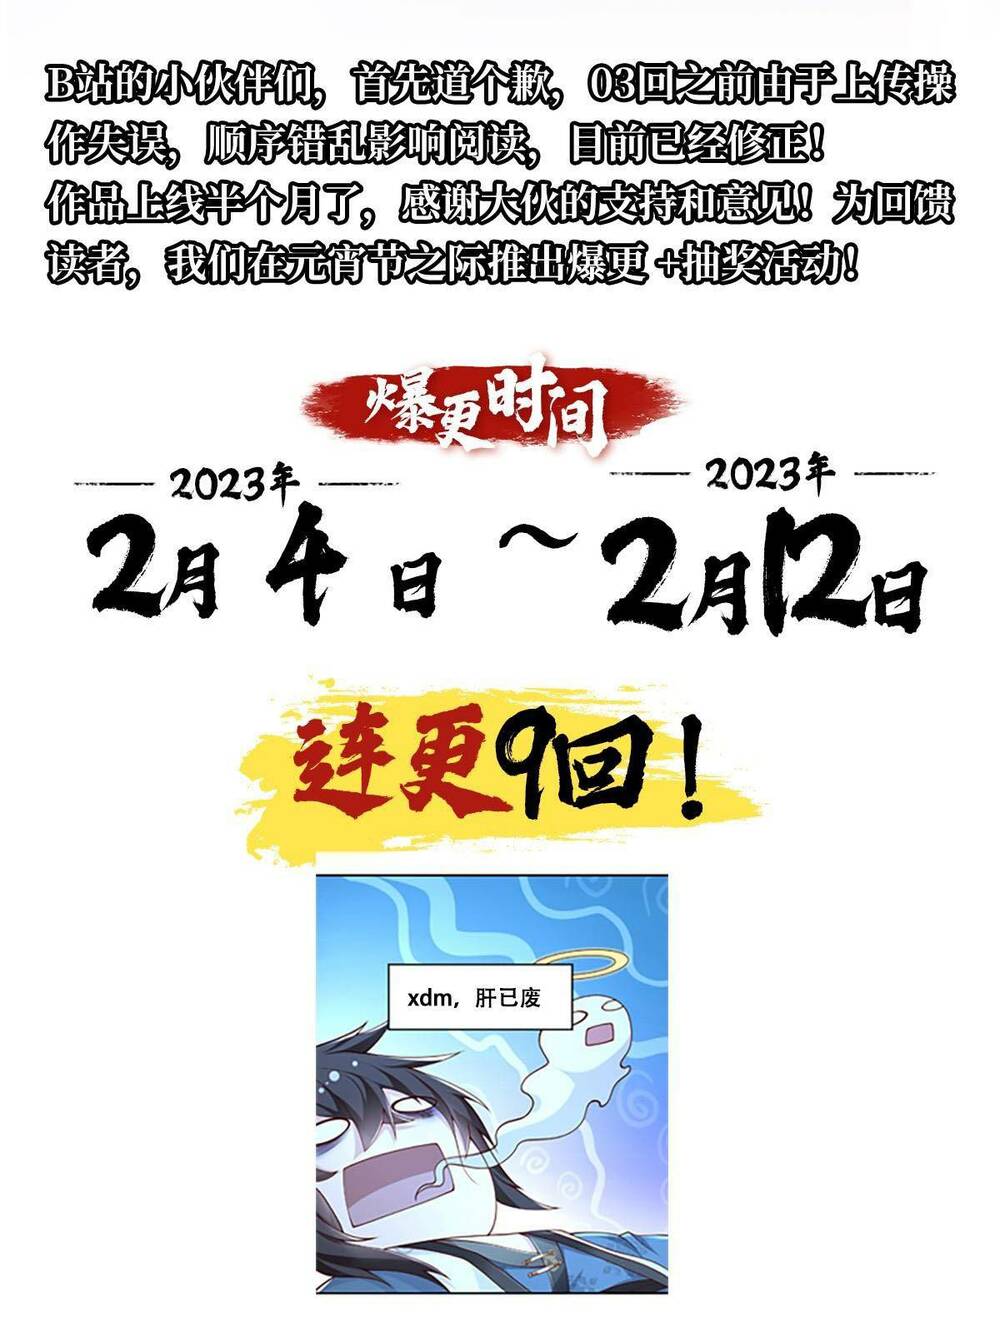 B站的小伙伴们，首先道个歉，03回之前由于上传操
作失误，顺序错乱影响阅读，目前已经修正！
作品上线半个月了，感谢大伙的支持和意见！为回馈
读者，我们在元宵节之际推出爆更+抽奖活动！
爆更时间
2023年
2023年
2月4日～2月12日
连更9回！
xdm，肝已废